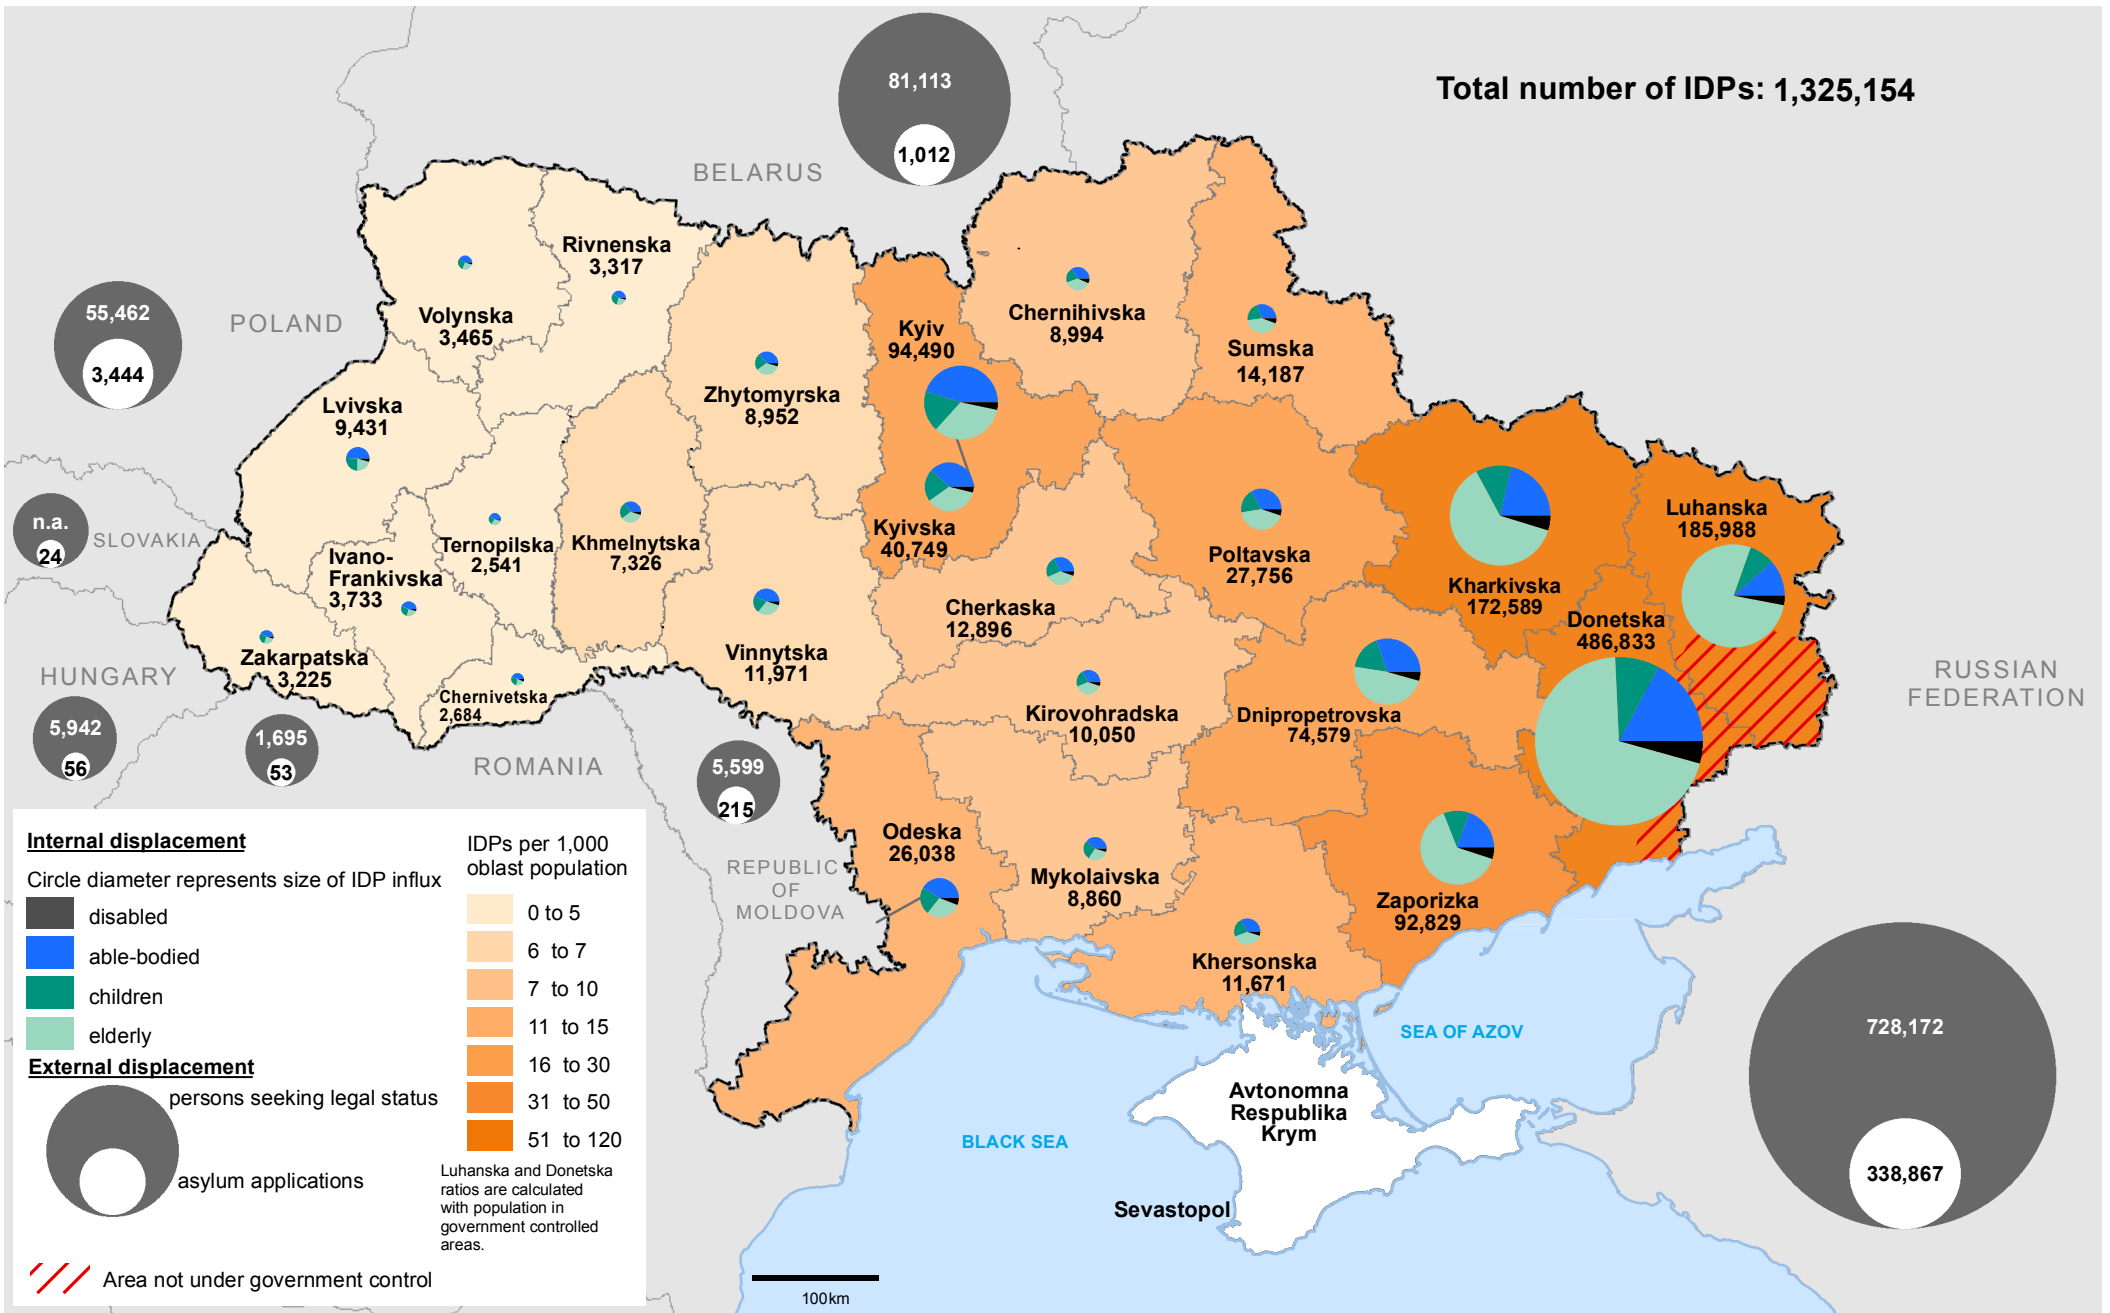 Total number of IDPs: 1,325,154
81,113
1,012
BELARUS
55,462
3,444
POLAND
n.a.
24
SLOVAKIA
HUNGARY
5,942
56
1,695
53
ROMANIA
5,599
215
REPUBLIC
OF
MOLDOVA
RUSSIAN
FEDERATION
728,172
338,867
Volynska
3,465
Rivnenska
3,317
Zhytomyrska
8,952
Kyiv
94,490
Kyivska
40,749
Chernihivska
8,994
Sumska
14,187
Lvivska
9,431
Ternopilska
2,541
Khmelnytska
7,326
Ivano-
Frankivska
3,733
Zakarpatska
3,225
Chernivetska
2,684
Vinnytska
11,971
Cherkaska
12,896
Poltavska
27,756
Kharkivska
172,589
Luhanska
185,988
Donetska
486,833
Kirovohradska
10,050
Dnipropetrovska
74,579
Odeska
26,038
Mykolaivska
8,860
Zaporizka
92,829
Khersonska
11,671
SEA OF AZOV
BLACK SEA
Avtonomna
Respublika
Krym
Sevastopol
100km
Internal displacement
Circle diameter represents size of IDP influx
disabled
able-bodied
children
elderly
External displacement
persons seeking legal status
asylum applications
Area not under government control
IDPs per 1,000
oblast population
0 to 5
6 to 7
7 to 10
11 to 15
16 to 30
31 to 50
51 to 120
Luhanska and Donetska
ratios are calculated
with population in
government controlled
areas.